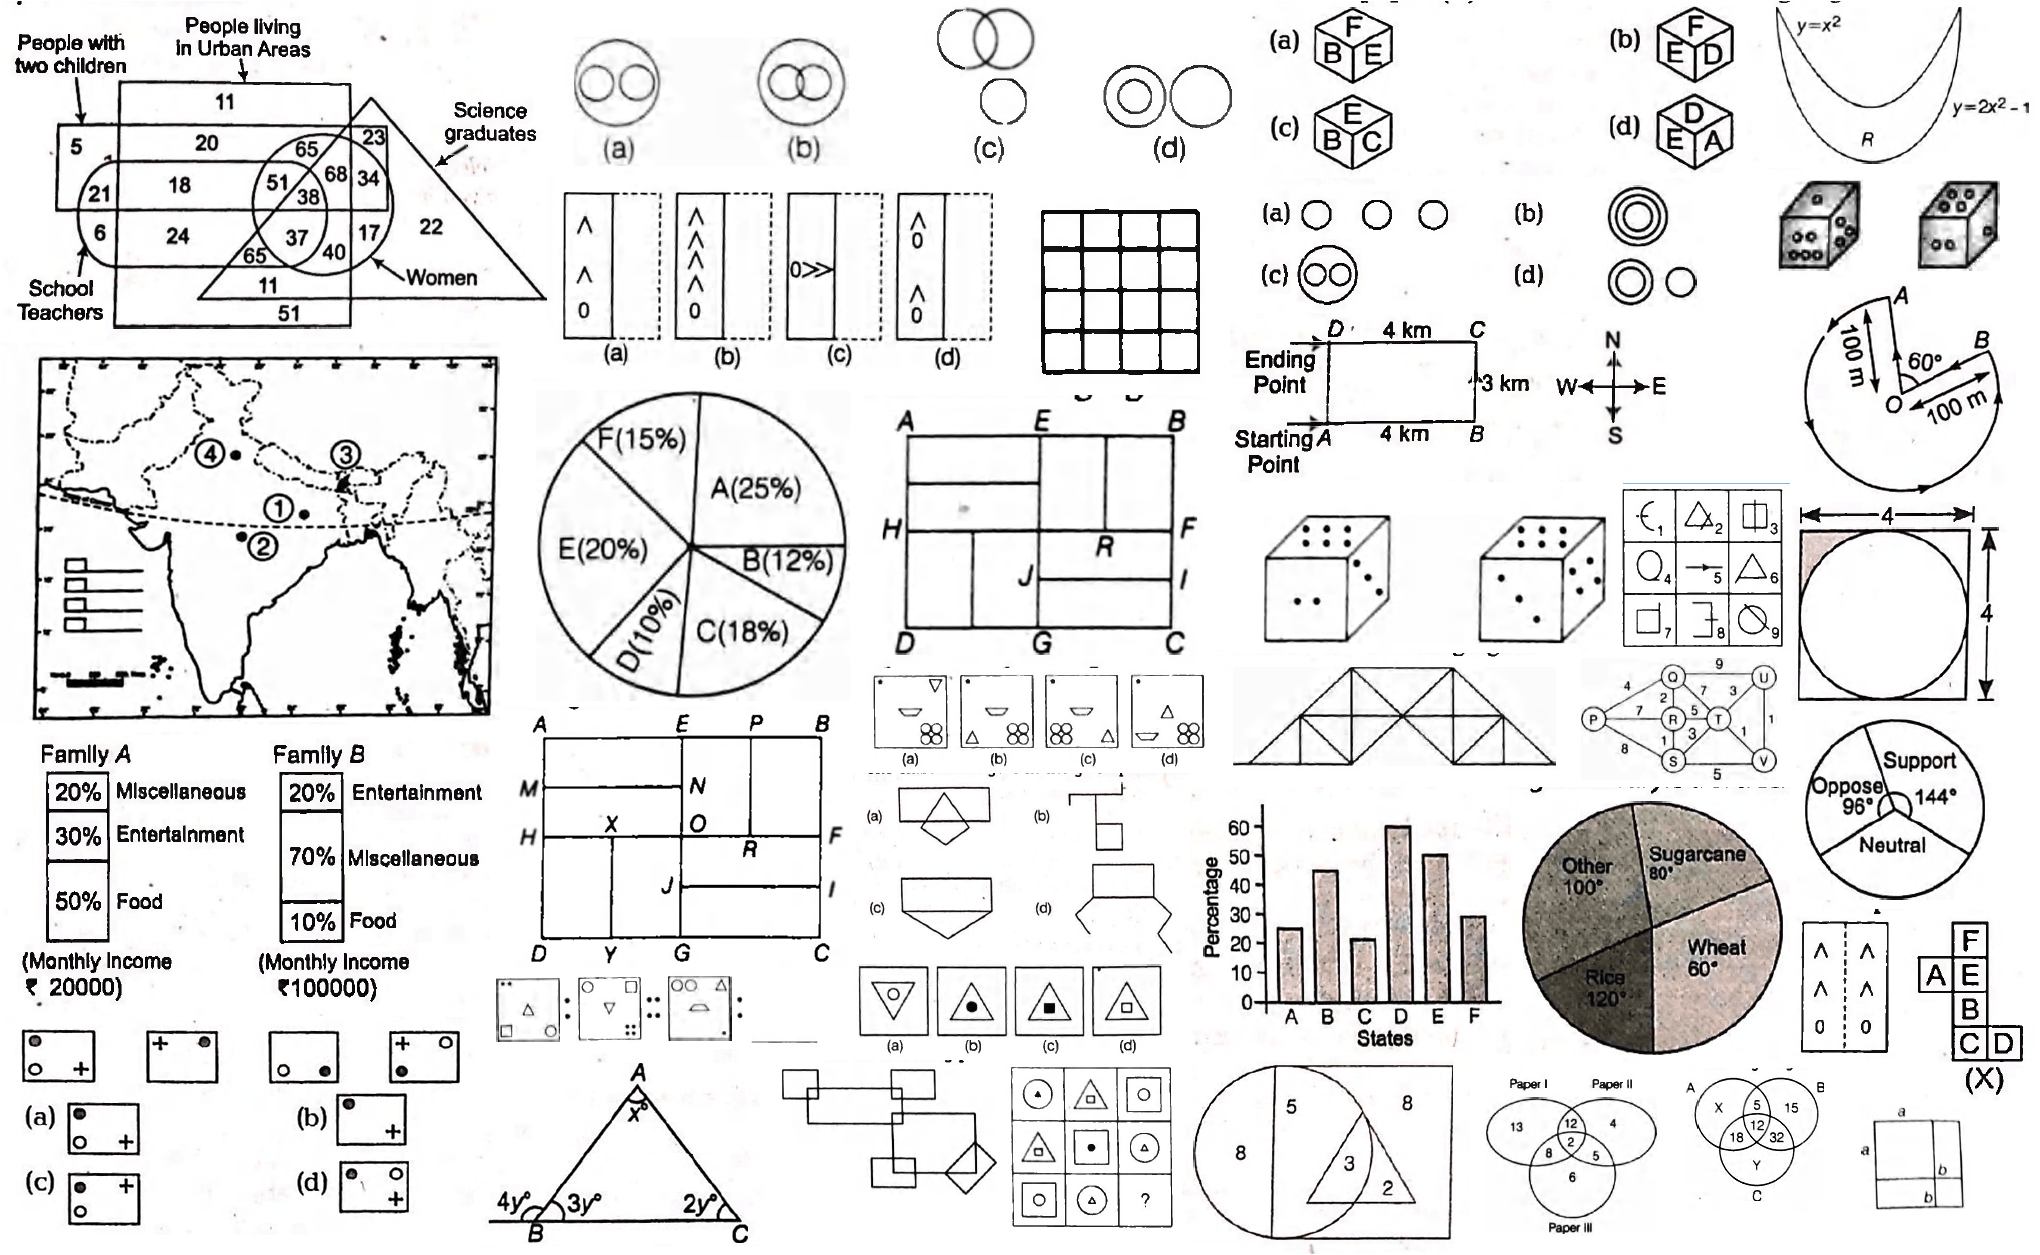 People with
two children
People living
in Urban Areas
Science
graduates
School
Teachers
Women
11
5
20
65
23
21
18
51
68
34
38
6
24
37
17
22
65
40
11
51
(a)
(b)
(c)
(d)
(a)
F
B E
(b)
F
E D
(c)
E
B C
(d)
D
E A
y=x²
y=2x²-1
R
0
(a)
0
(b)
0>>
(c)
0
0
(d)
(a)
(b)
(c)
(d)
D 4 km C
Ending
Point
3 km
Starting
Point
A 4 km B
N
W E
S
A
B
100 m
60°
O
100 m
4
3
1
2
F(15%)
A(25%)
E(20%)
B(12%)
D(10%)
C(18%)
A E B
H F
R
J I
D G C
1 2 3
4 5 6
7 8 9
4
4
(a) (b) (c) (d)
9
Q U
4 2 7 3
P 7 R 5 T 1
8 1 3 1
S V
5
Family A
20% Miscellaneous
30% Entertainment
50% Food
(Monthly Income
₹ 20000)
Family B
20% Entertainment
70% Miscellaneous
10% Food
(Monthly Income
₹100000)
A E P B
M N
X O
H F
R
J I
D Y G C
(a)
(b)
(c)
(d)
Percentage
60
50
40
30
20
10
0
A B C D E F
States
Other
100°
Sugarcane
80°
Wheat
60°
Rice
120°
Support
144°
Oppose
96°
Neutral
0 0
F
A E
B
C D
(X)
: :: :
(a) (b) (c) (d)
(a)
(b)
(c)
(d)
A
x°
4y° 3y° 2y°
B C
?
8
5
8
3
2
Paper I Paper II
13 12 4
2
8 5
6
Paper III
A B
X 5 15
12
18 32
Y
C
a
a
b
b